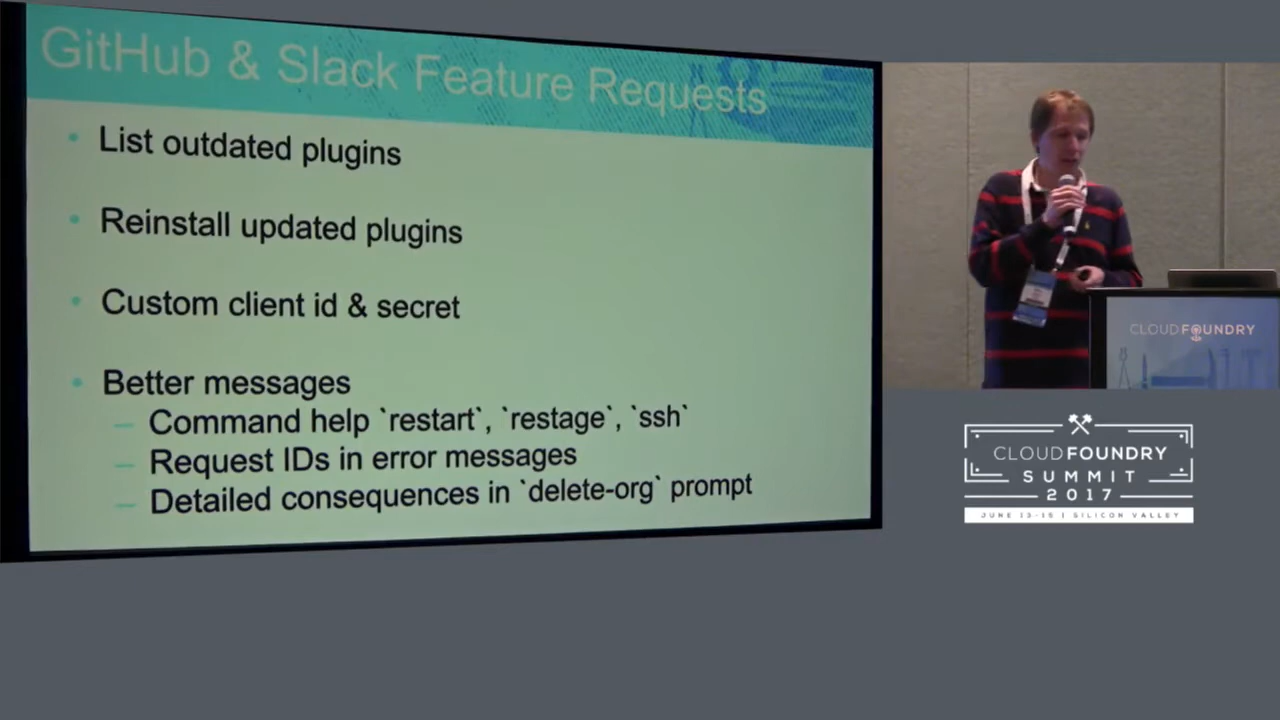 GitHub & Slack Feature Requests
• List outdated plugins
• Reinstall updated plugins
• Custom client id & secret
• Better messages
– Command help `restart`, `restage`, `ssh`
– Request IDs in error messages
– Detailed consequences in `delete-org` prompt
CLOUD FOUNDRY
CLOUD FOUNDRY
SUMMIT
2017
JUNE 13-15 | SILICON VALLEY